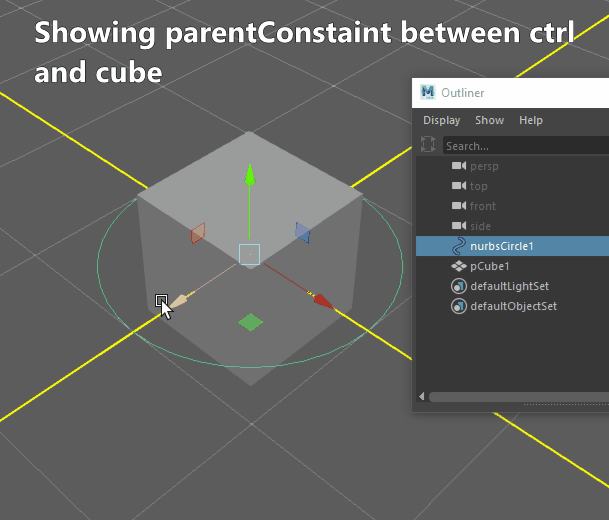 Showing parentConstaint between ctrl
and cube
Outliner
Display Show Help
Search...
persp
top
front
side
nurbsCircle1
pCube1
defaultLightSet
defaultObjectSet